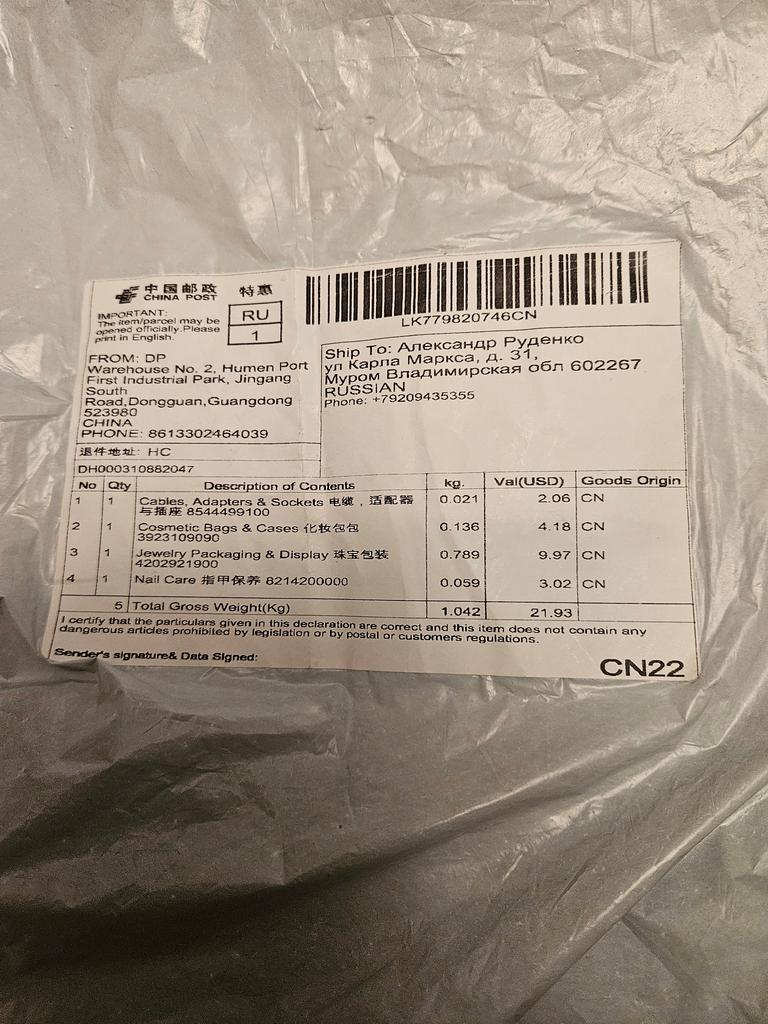 中国邮政 特惠
CHINA POST
IMPORTANT:
The item/parcel may be
opened officially.Please
print in English.
RU
1
LK779820746CN
FROM: DP
Warehouse No. 2, Humen Port
First Industrial Park, Jingang
South
Road,Dongguan,Guangdong
523980
CHINA
PHONE: 8613302464039
Ship To: Александр Руденко
ул Карла Маркса, д. 31,
Муром Владимирская обл 602267
RUSSIAN
Phone: +79209435355
退件地址: HC
DH000310882047
No Qty Description of Contents kg. Val(USD) Goods Origin
1 1 Cables, Adapters & Sockets 电缆，适配器 0.021 2.06 CN
与插座 8544499100
2 1 Cosmetic Bags & Cases 化妆包包 0.136 4.18 CN
3923109090
3 1 Jewelry Packaging & Display 珠宝包装 0.789 9.97 CN
4202921900
4 1 Nail Care 指甲保养 8214200000 0.059 3.02 CN
5 Total Gross Weight(Kg) 1.042 21.93
I certify that the particulars given in this declaration are correct and this item does not contain any
dangerous articles prohibited by legislation or by postal or customers regulations.
Sender's signature& Data Signed:
CN22